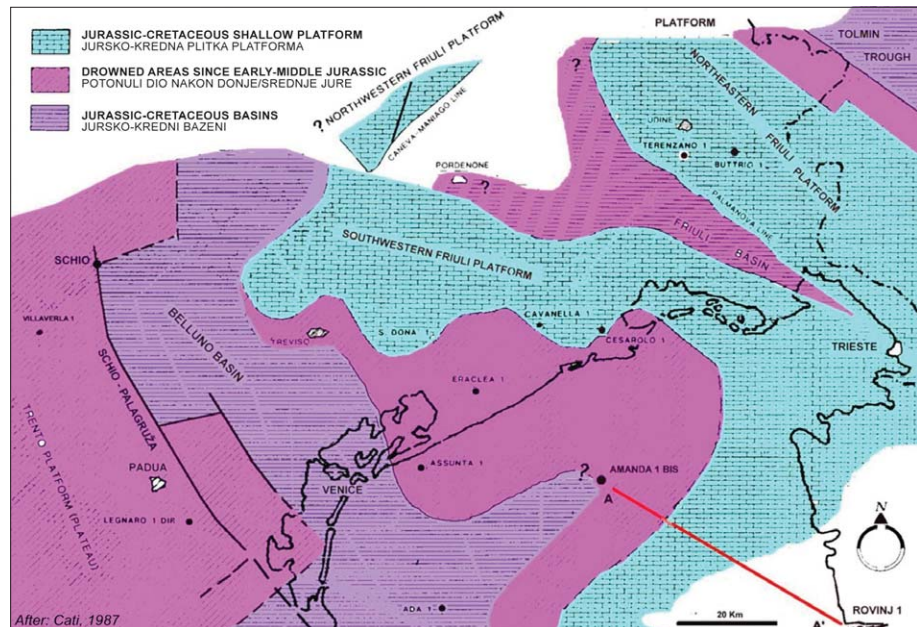 JURASSIC-CRETACEOUS SHALLOW PLATFORM
JURSKO-KREDNA PLITKA PLATFORMA
DROWNED AREAS SINCE EARLY-MIDDLE JURASSIC
POTONULI DIO NAKON DONJE/SREDNJE JURE
JURASSIC-CRETACEOUS BASINS
JURSKO-KREDNI BAZENI
? NORTHWESTERN FRIULI PLATFORM
CANEVA-MANIAGO LINE
PLATFORM
TOLMIN
TROUGH
?
NORTHEASTERN FRIULI PLATFORM
UDINE
TERENZANO 1
BUTTRIO 1
PORDENONE
?
PALMANOVA LINE
FRIULI BASIN
SOUTHWESTERN FRIULI PLATFORM
SCHIO
VILLAVERLA 1
BELLUNO BASIN
SCHIO - PALAGRUŽA
TREVISO
S. DONA 1
CAVANELLA 1
CESAROLO 1
TRIESTE
ERACLEA 1
TRENTO PLATFORM (PLATEAU)
PADUA
ASSUNTA 1
VENICE
? AMANDA 1 BIS
A
LEGNARO 1 DIR
N
ADA 1
20 Km
ROVINJ 1
A'
After: Cati, 1987